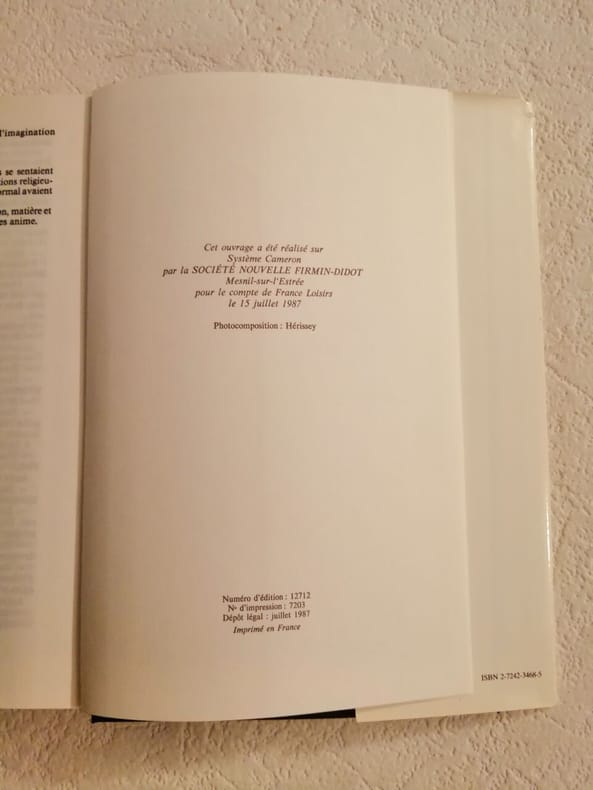 l'imagination
s se sentaient
ions religieu-
ormal avaient
on, matière et
es anime.
Cet ouvrage a été réalisé sur
Système Cameron
par la SOCIÉTÉ NOUVELLE FIRMIN-DIDOT
Mesnil-sur-l'Estrée
pour le compte de France Loisirs
le 15 juillet 1987
Photocomposition : Hérissey
Numéro d'édition : 12712
Nº d'impression : 7203
Dépôt légal : juillet 1987
Imprimé en France
ISBN 2-7242-3468-5